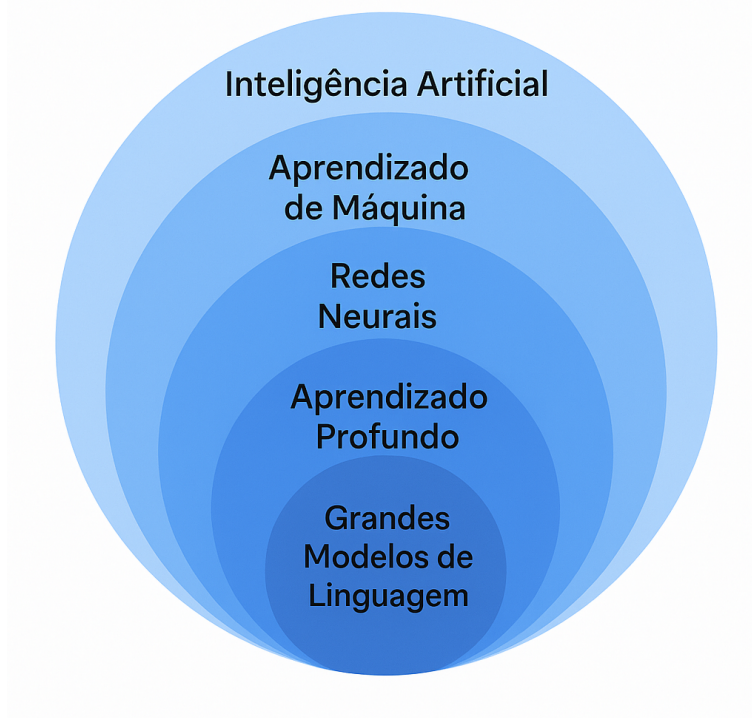 Inteligência Artificial
Aprendizado
de Máquina
Redes
Neurais
Aprendizado
Profundo
Grandes
Modelos de
Linguagem